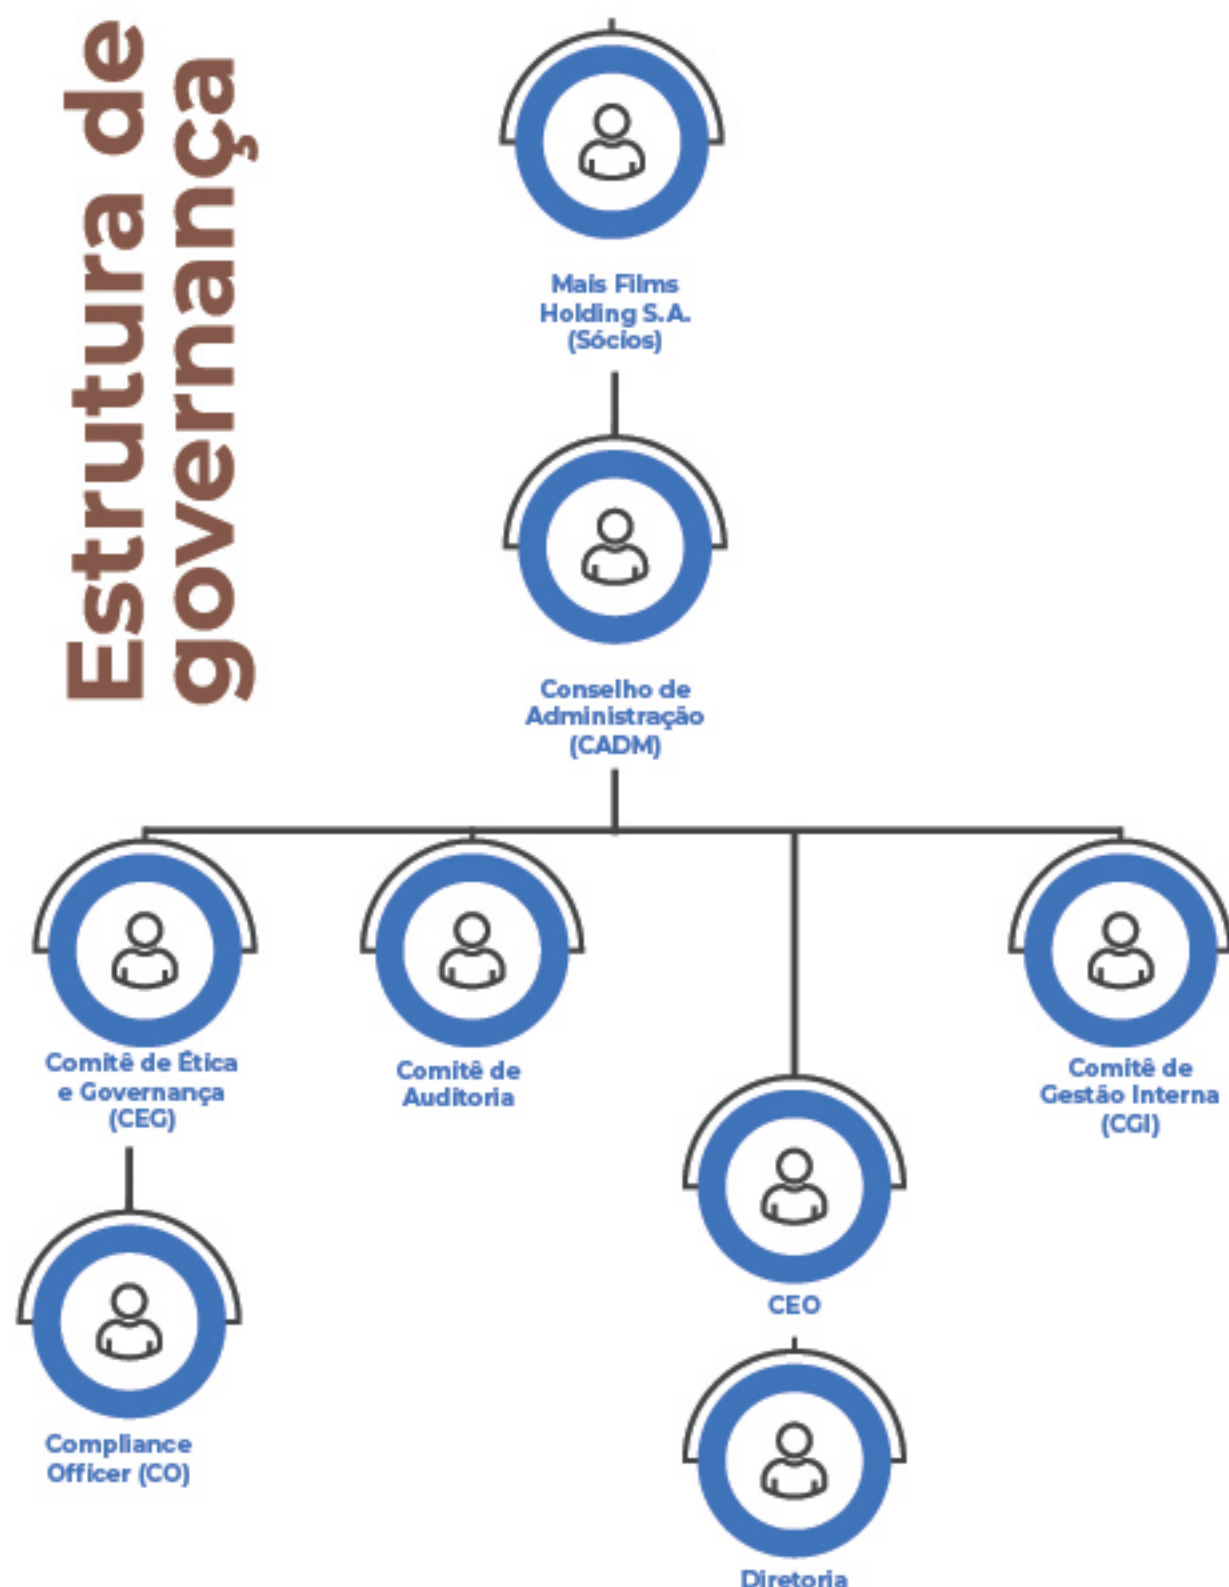 Estrutura de
governança
Mais Films
Holding S.A.
(Sócios)
Conselho de
Administração
(CADM)
Comitê de Ética
e Governança
(CEG)
Comitê de
Auditoria
Comitê de
Gestão Interna
(CGI)
CEO
Compliance
Officer (CO)
Diretoria